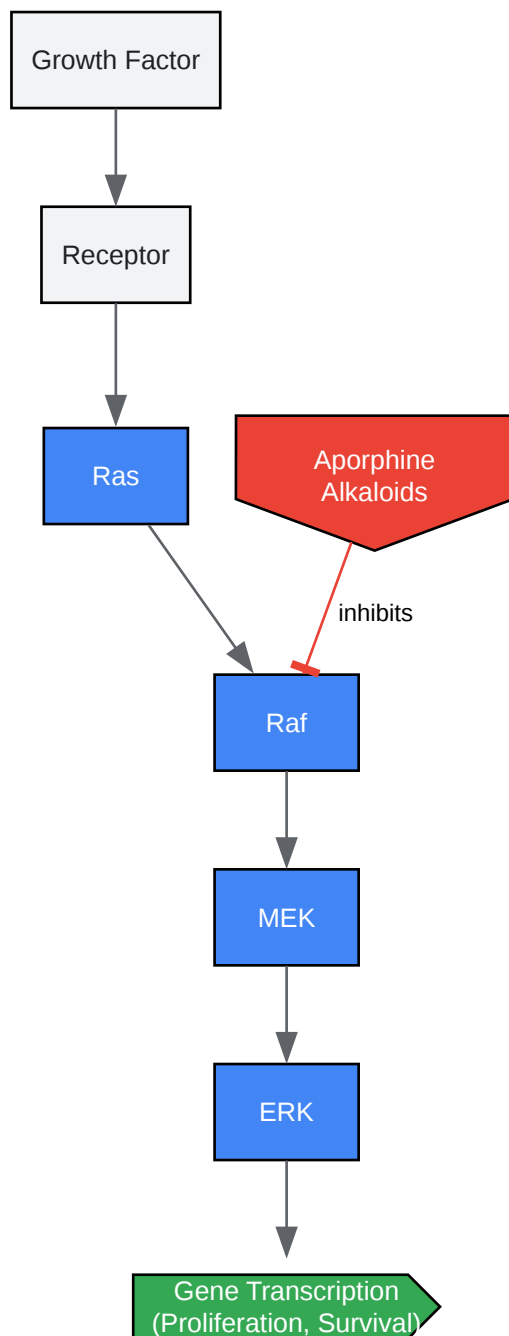 Growth Factor
Receptor
Ras
Aporphine
Alkaloids
inhibits
Raf
MEK
ERK
Gene Transcription
(Proliferation, Survival)